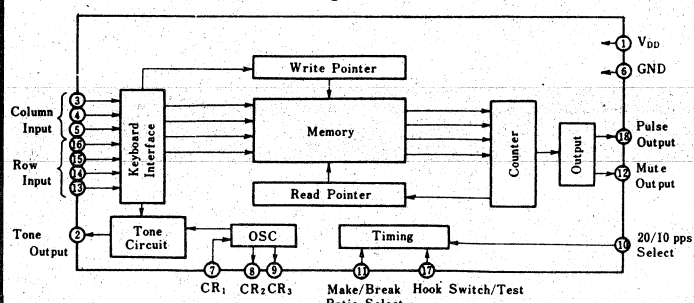 1 V_DD
6 GND
Write Pointer
Column Input
3
4
5
Row Input
16
15
14
13
Keyboard Interface
Memory
Counter
Output
18 Pulse Output
12 Mute Output
Read Pointer
Tone Output
2
Tone Circuit
OSC
Timing
10 20/10 pps Select
7
8
9
11
17
CR₁
CR₂
CR₃
Make/Break
Hook Switch/Test
Ratio Select